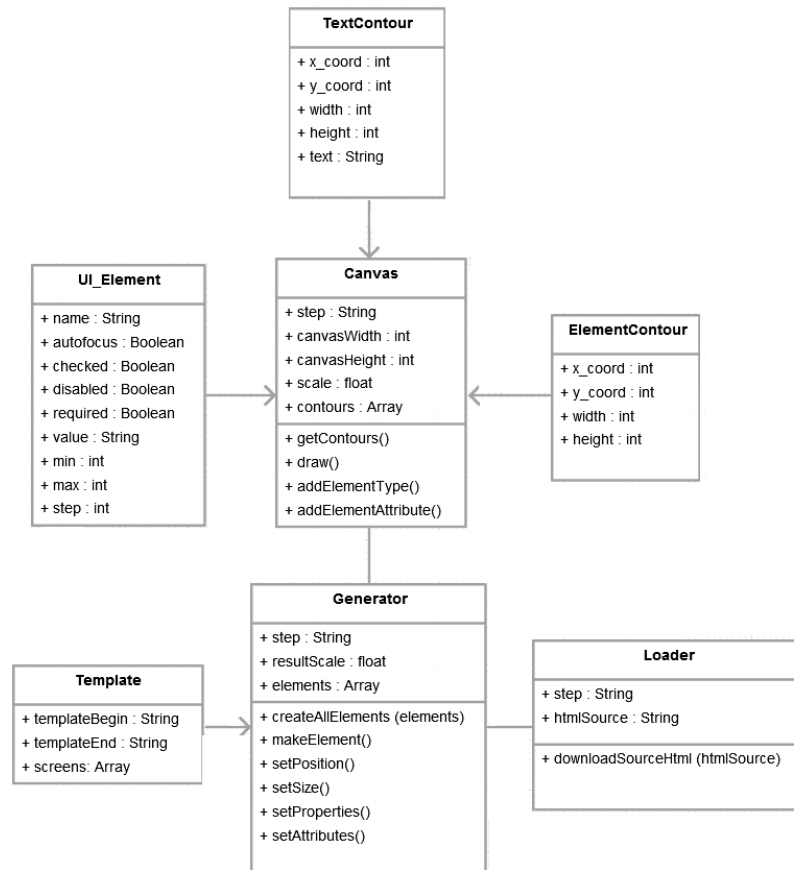 TextContour
+ x_coord : int
+ y_coord : int
+ width : int
+ height : int
+ text : String
UI_Element
+ name : String
+ autofocus : Boolean
+ checked : Boolean
+ disabled : Boolean
+ required : Boolean
+ value : String
+ min : int
+ max : int
+ step : int
Canvas
+ step : String
+ canvasWidth : int
+ canvasHeight : int
+ scale : float
+ contours : Array
+ getContours()
+ draw()
+ addElementType()
+ addElementAttribute()
ElementContour
+ x_coord : int
+ y_coord : int
+ width : int
+ height : int
Template
+ templateBegin : String
+ templateEnd : String
+ screens: Array
Generator
+ step : String
+ resultScale : float
+ elements : Array
+ createAllElements (elements)
+ makeElement()
+ setPosition()
+ setSize()
+ setProperties()
+ setAttributes()
Loader
+ step : String
+ htmlSource : String
+ downloadSourceHtml (htmlSource)